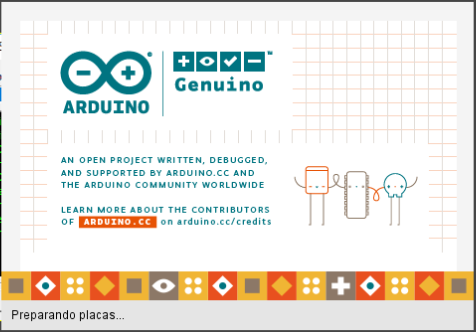 ARDUINO
Genuino
™
AN OPEN PROJECT WRITTEN, DEBUGGED,
AND SUPPORTED BY ARDUINO.CC AND
THE ARDUINO COMMUNITY WORLDWIDE
LEARN MORE ABOUT THE CONTRIBUTORS
OF ARDUINO.CC on arduino.cc/credits
Preparando placas...